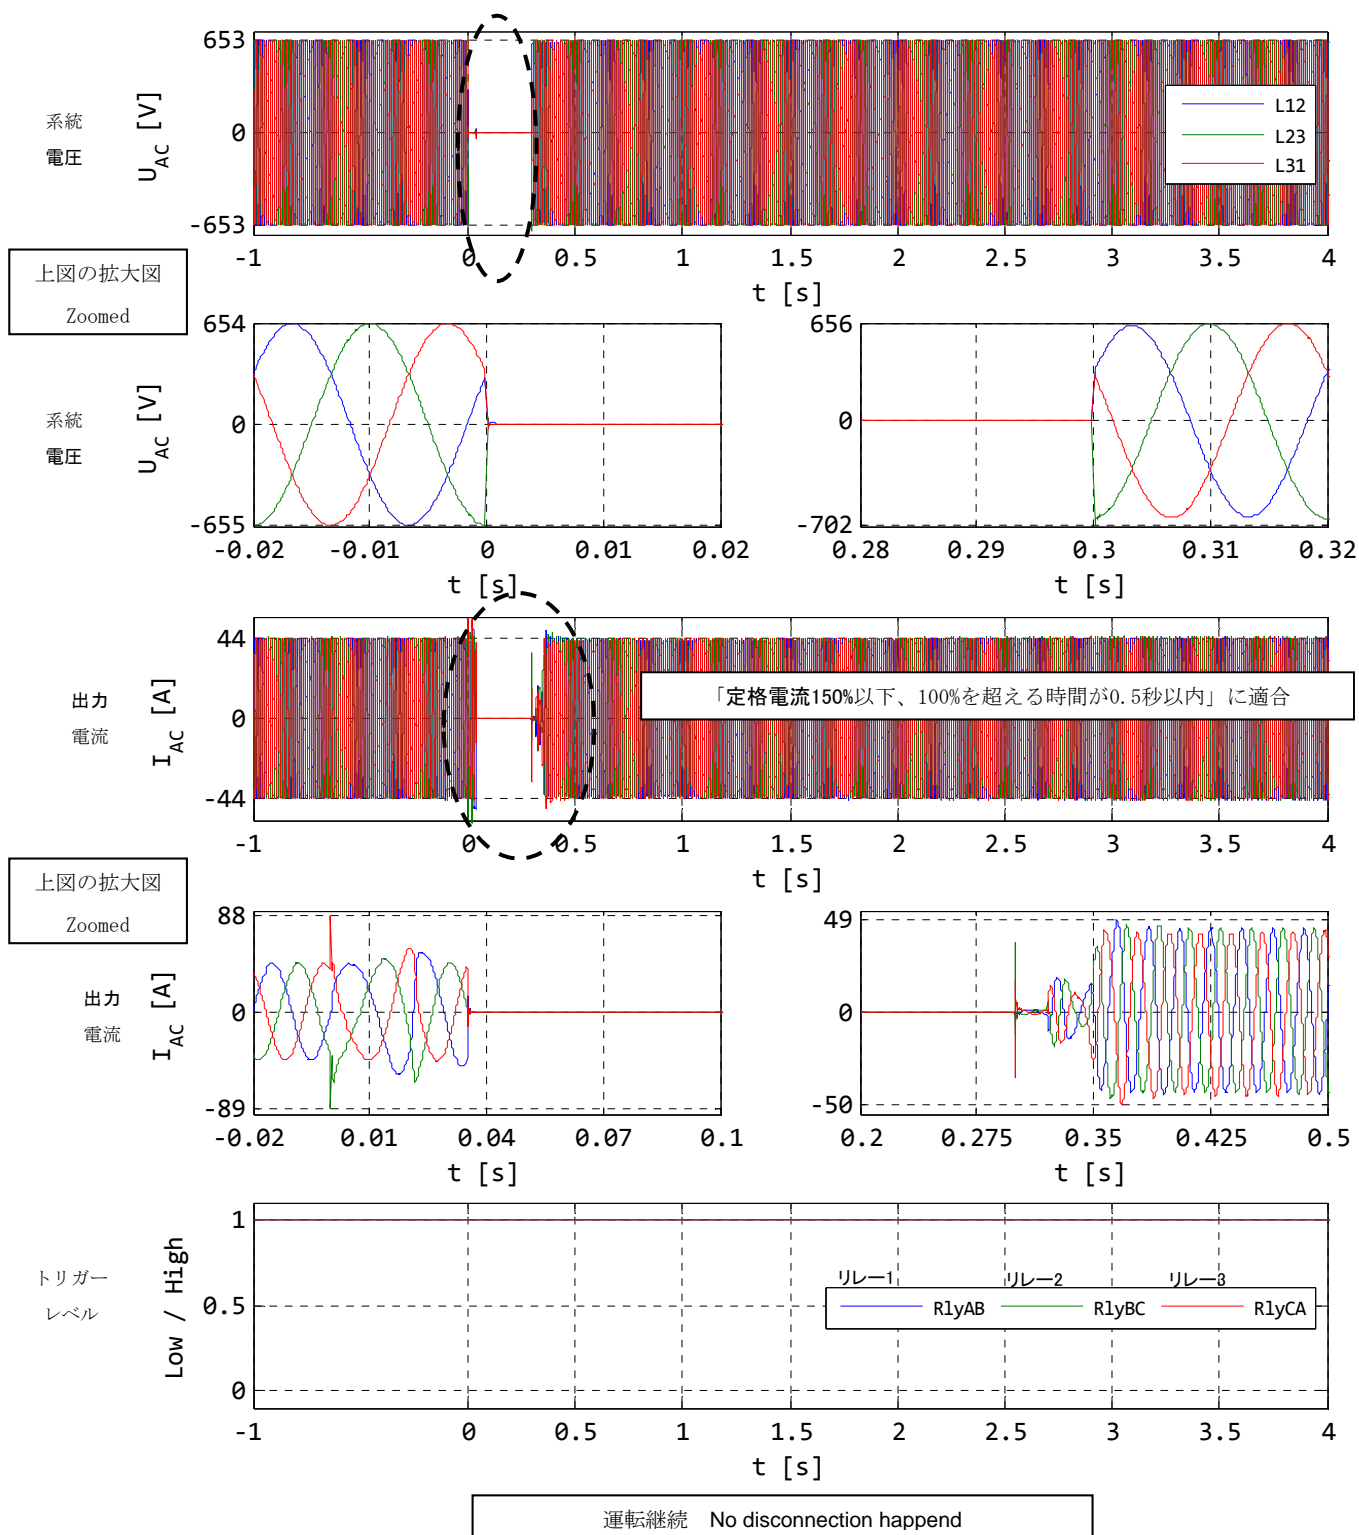 653
0
-653
系統
電圧
U_AC [V]
L12
L23
L31
-1 0 0.5 1 1.5 2 2.5 3 3.5 4
t [s]
上図の拡大図
Zoomed
系統
電圧
U_AC [V]
654
0
-655
-0.02 -0.01 0 0.01 0.02
t [s]
656
0
-702
0.28 0.29 0.3 0.31 0.32
t [s]
出力
電流
I_AC [A]
44
0
-44
「定格電流150%以下、100%を超える時間が0.5秒以内」に適合
-1 0 0.5 1 1.5 2 2.5 3 3.5 4
t [s]
上図の拡大図
Zoomed
出力
電流
I_AC [A]
88
0
-89
-0.02 0.01 0.04 0.07 0.1
t [s]
49
0
-50
0.2 0.275 0.35 0.425 0.5
t [s]
トリガー
レベル
Low / High
1
0.5
0
リレー1 リレー2 リレー3
RlyAB RlyBC RlyCA
-1 0 0.5 1 1.5 2 2.5 3 3.5 4
t [s]
運転継続 No disconnection happend